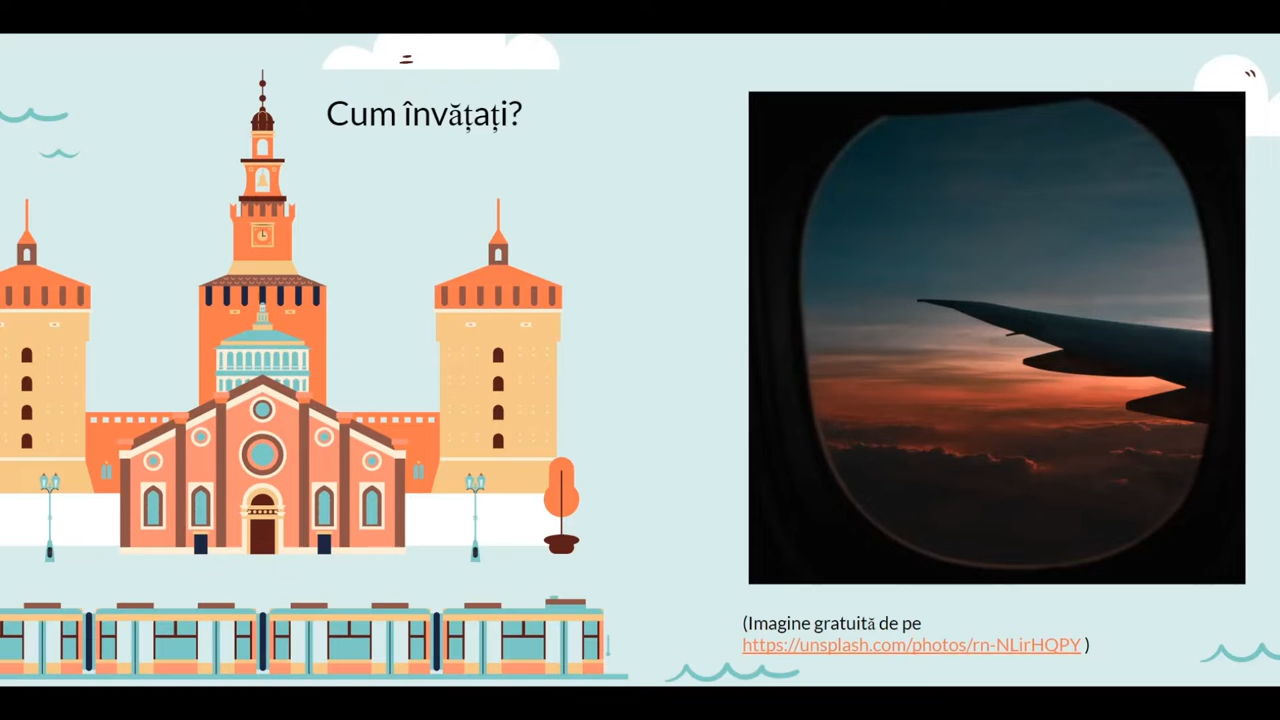 Cum învățați?
(Imagine gratuită de pe
https://unsplash.com/photos/rn-NLirHQPY )